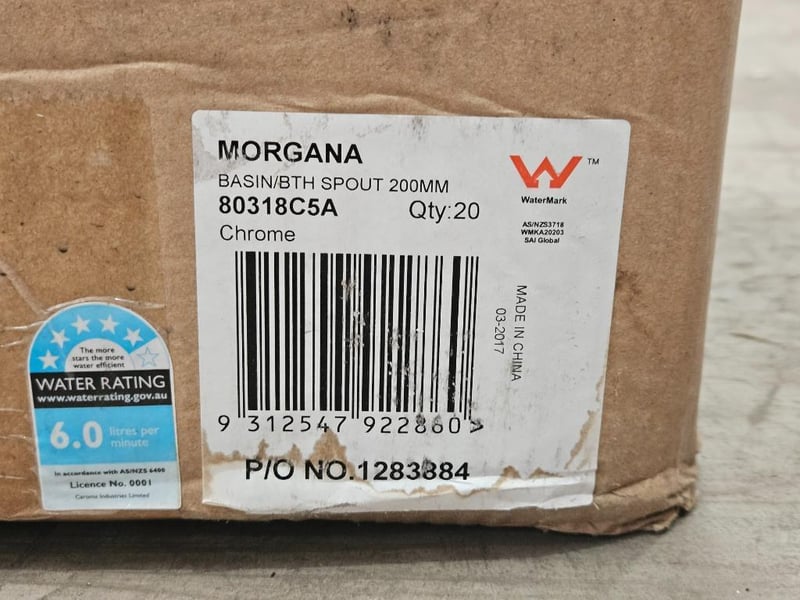 MORGANA
BASIN/BTH SPOUT 200MM
80318C5A Qty:20
Chrome
TM
WaterMark
AS/NZS3718
WMKA20203
SAI Global
MADE IN CHINA
03-2017
9 312547 922860 >
P/O NO.1283884
The more
stars the more
water efficient
WATER RATING
www.waterrating.gov.au
6.0 litres per
minute
In accordance with AS/NZS 6400
Licence No. 0001
Caroma Industries Limited